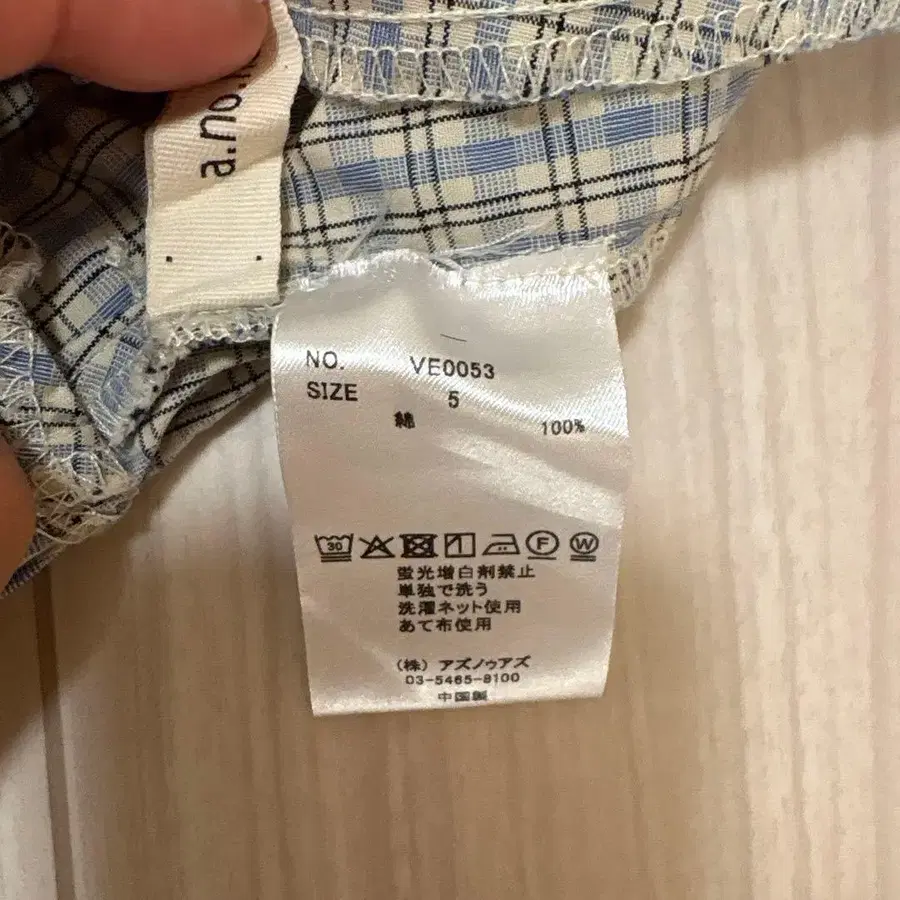 a.no.
NO. VE0053
SIZE 5
綿 100%
30
F W
蛍光増白剤禁止
単独で洗う
洗濯ネット使用
あて布使用
(株) アズノゥアズ
03-5465-8100
中国製